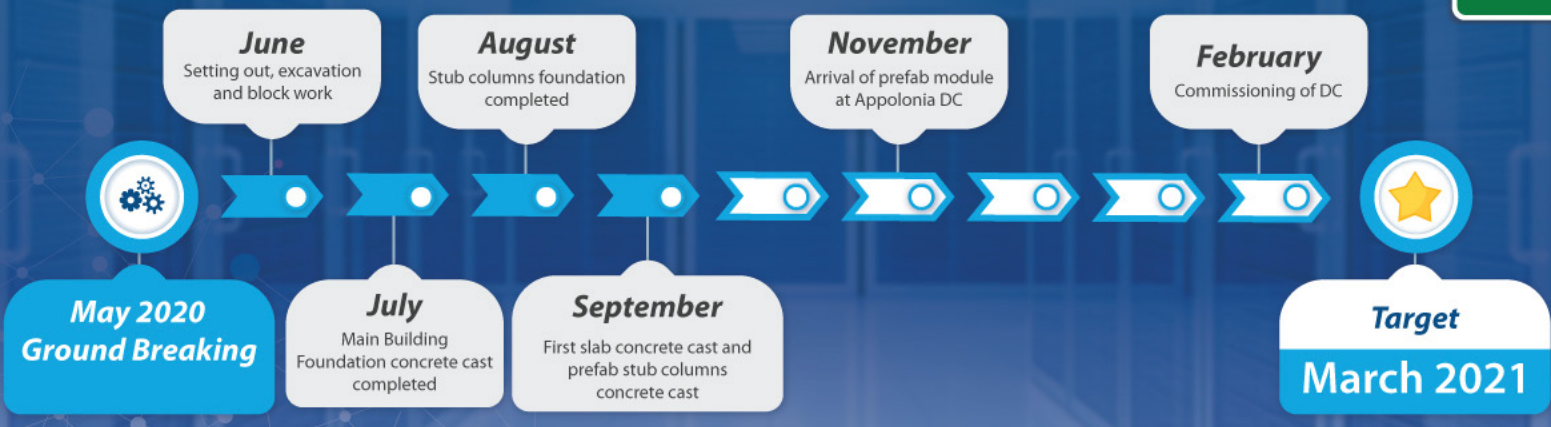 May 2020
Ground Breaking
June
Setting out, excavation
and block work
July
Main Building
Foundation concrete cast
completed
August
Stub columns foundation
completed
September
First slab concrete cast and
prefab stub columns
concrete cast
November
Arrival of prefab module
at Appolonia DC
February
Commissioning of DC
Target
March 2021